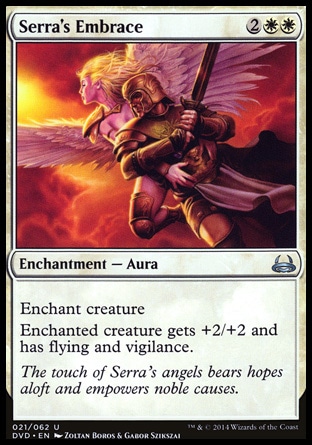 Serra's Embrace 2
Enchantment — Aura
Enchant creature
Enchanted creature gets +2/+2 and
has flying and vigilance.
The touch of Serra's angels bears hopes
aloft and empowers noble causes.
021/062 U
DVD • EN Zoltan Boros & Gabor Szikszai
™ & © 2014 Wizards of the Coast